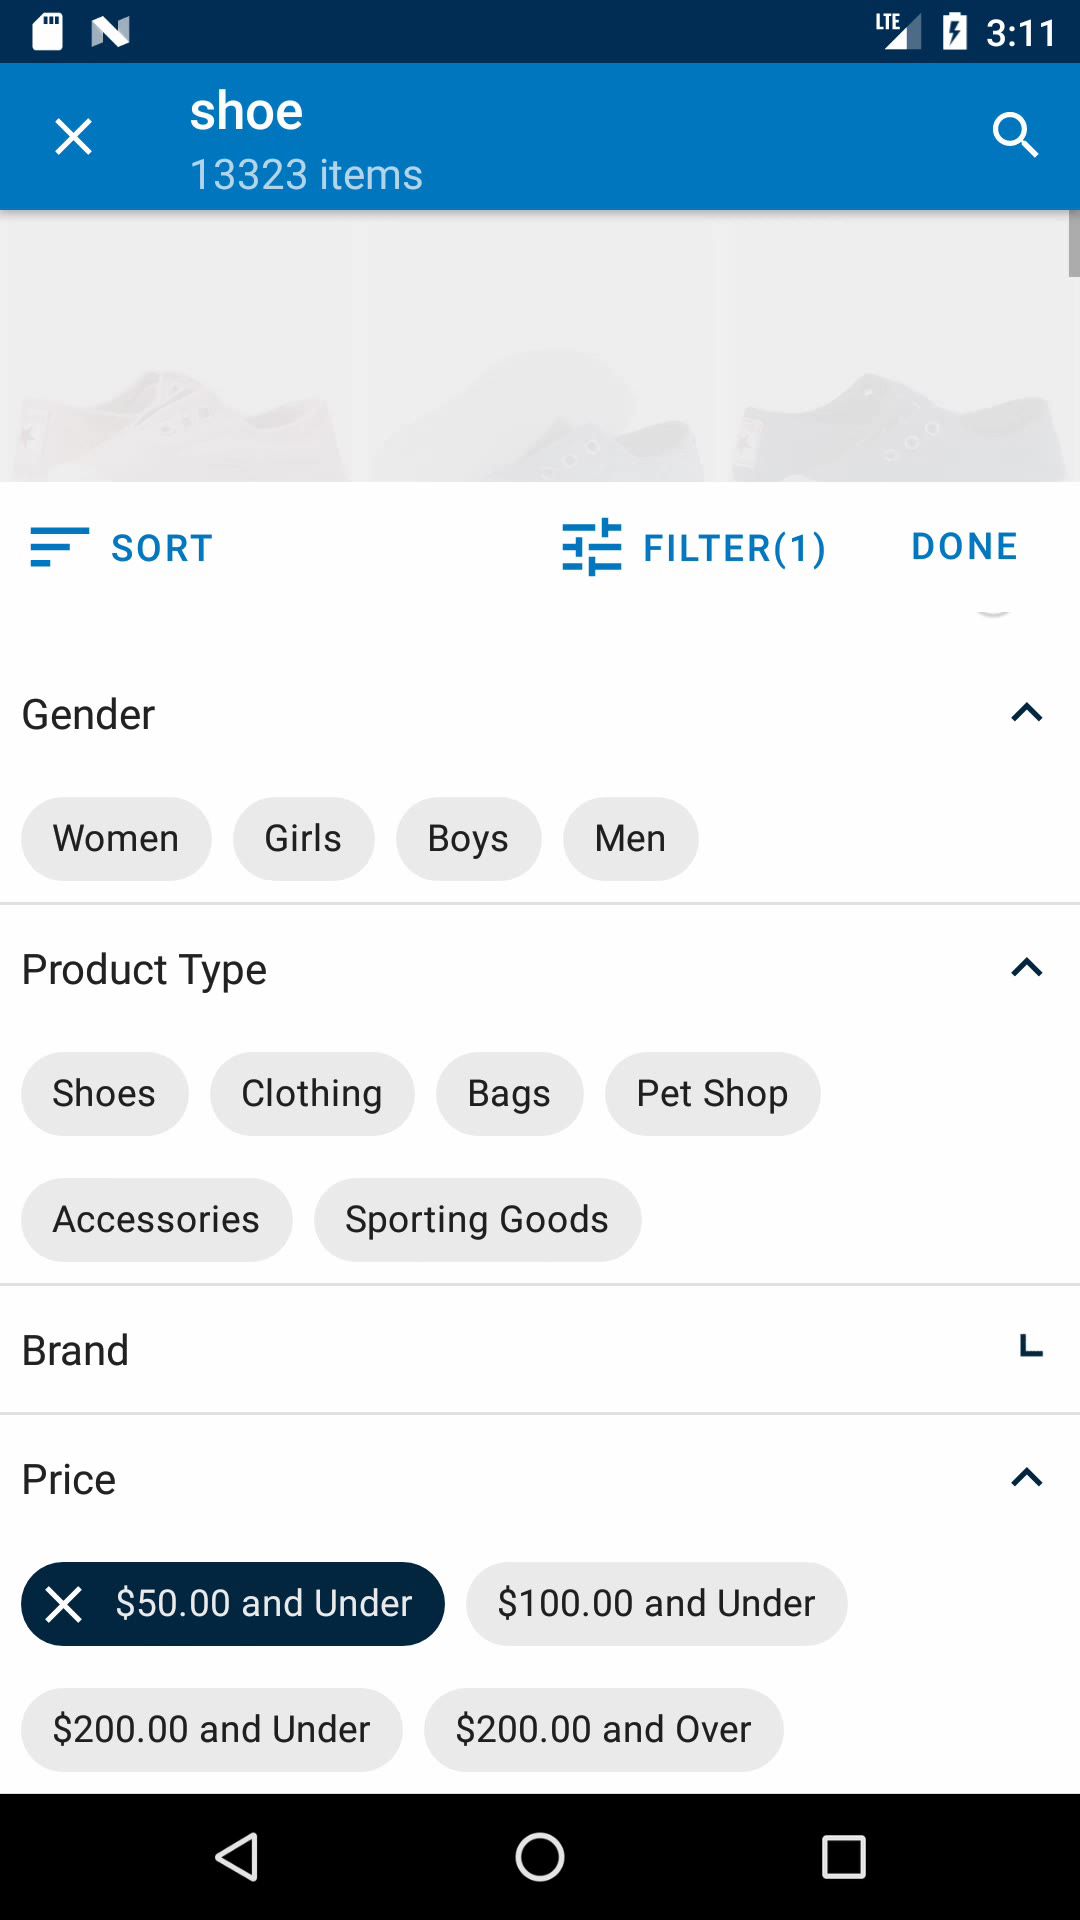 LTE 3:11
shoe
13323 items
SORT FILTER(1) DONE
Gender
Women Girls Boys Men
Product Type
Shoes Clothing Bags Pet Shop
Accessories Sporting Goods
Brand
Price
$50.00 and Under $100.00 and Under
$200.00 and Under $200.00 and Over